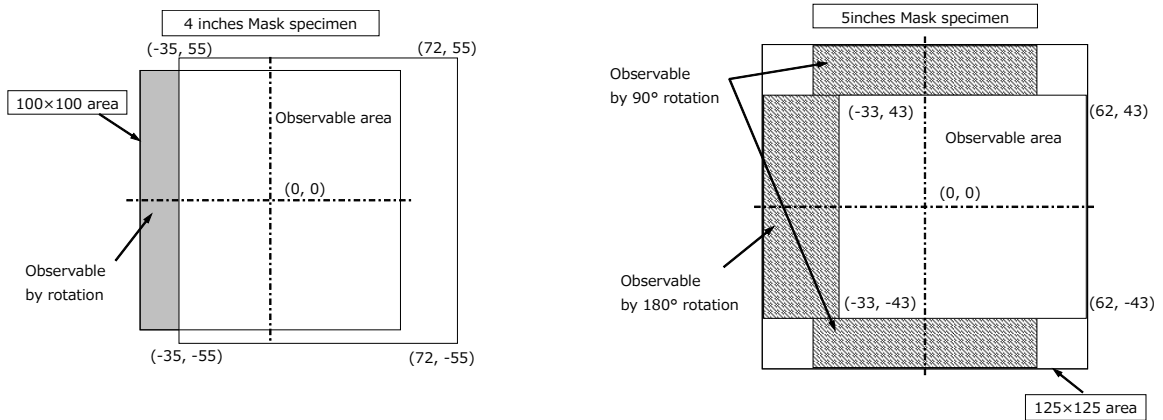 4 inches Mask specimen
(-35, 55)
(72, 55)
100×100 area
Observable area
(0, 0)
Observable
by rotation
(-35, -55)
(72, -55)
5inches Mask specimen
Observable
by 90° rotation
(-33, 43)
(62, 43)
Observable area
(0, 0)
Observable
by 180° rotation
(-33, -43)
(62, -43)
125×125 area